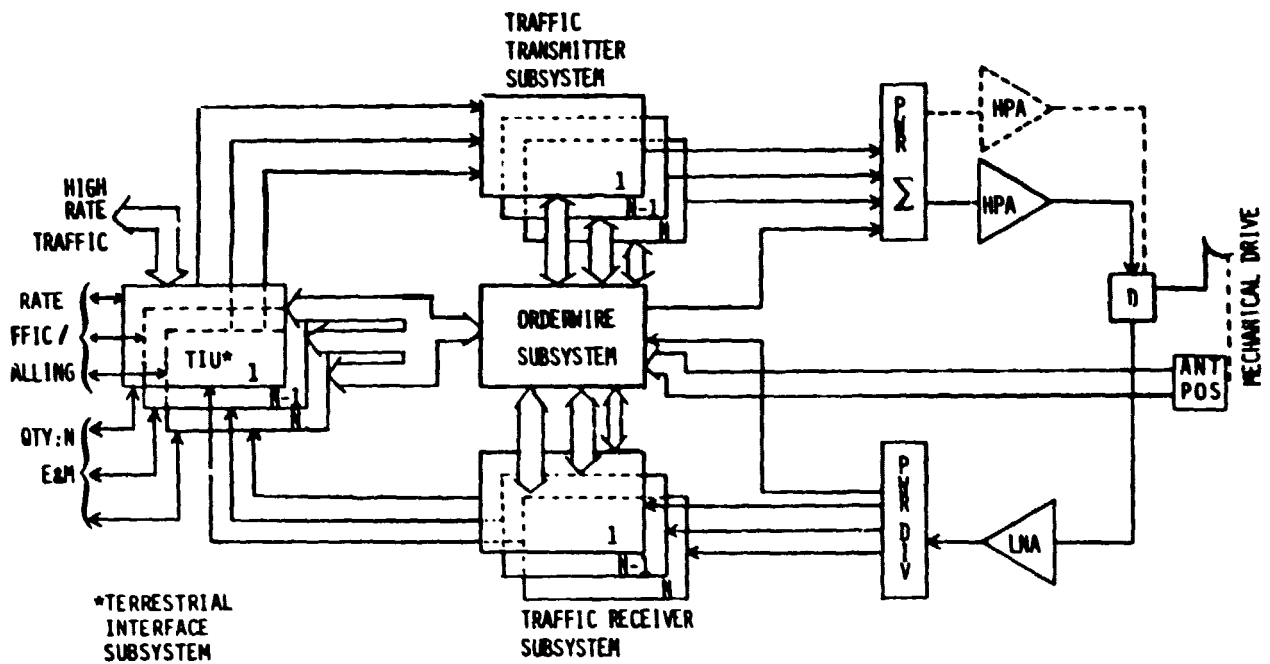 TRAFFIC
TRANSMITTER
SUBSYSTEM
1
N-1
N
HIGH
RATE
TRAFFIC
RATE
FFIC /
ALLING
TIU*
1
N-1
N
QTY:N
E&M
ORDERWIRE
SUBSYSTEM
PWR
Σ
HPA
HPA
D
ANT
POS
MECHANICAL DRIVE
PWR
DIV
LNA
1
N-1
N
TRAFFIC RECEIVER
SUBSYSTEM
*TERRESTRIAL
INTERFACE
SUBSYSTEM